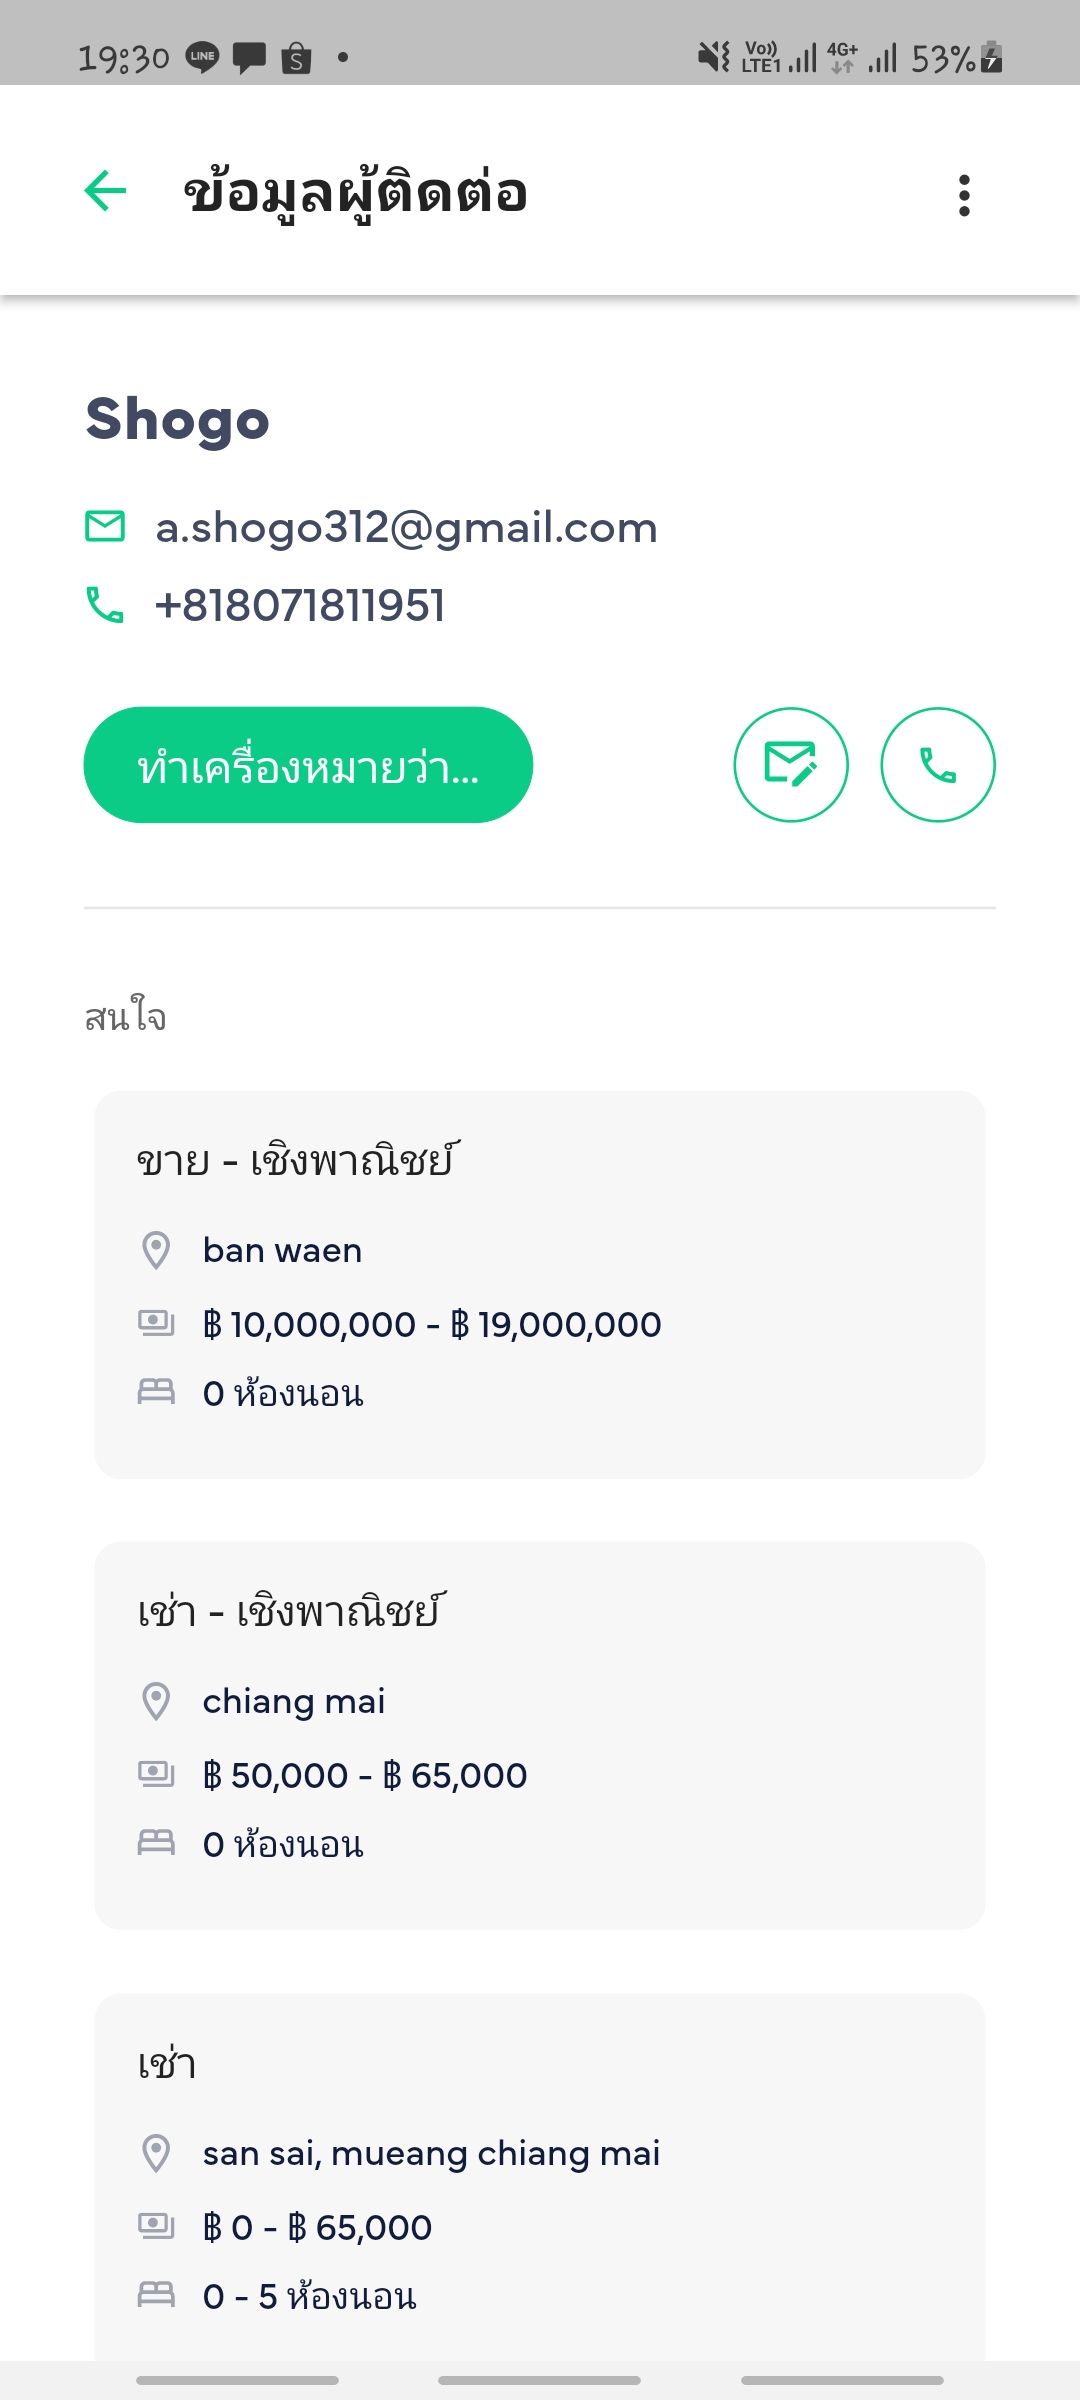 19:30 LINE S Vo)) LTE1 4G+ 53%
ข้อมูลผู้ติดต่อ
Shogo
a.shogo312@gmail.com
+818071811951
ทำเครื่องหมายว่า...
สนใจ
ขาย - เชิงพาณิชย์
ban waen
฿ 10,000,000 - ฿ 19,000,000
0 ห้องนอน
เช่า - เชิงพาณิชย์
chiang mai
฿ 50,000 - ฿ 65,000
0 ห้องนอน
เช่า
san sai, mueang chiang mai
฿ 0 - ฿ 65,000
0 - 5 ห้องนอน